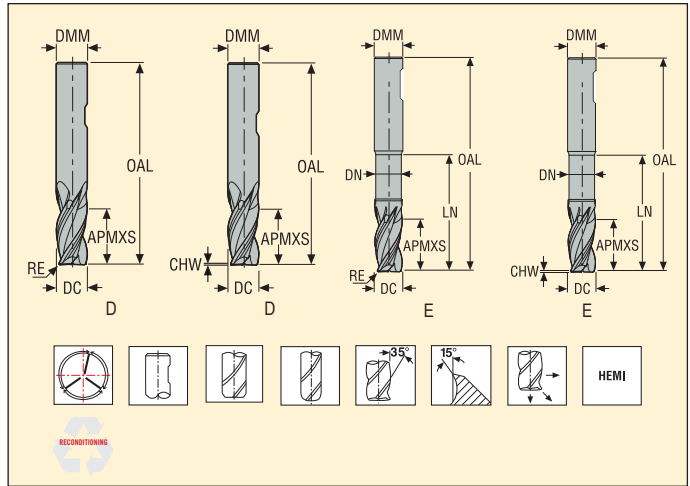 DMM
DMM
DMM
DMM
OAL
OAL
OAL
OAL
DN
LN
DN
LN
APMXS
APMXS
APMXS
APMXS
RE
CHW
RE
CHW
DC
DC
DC
DC
D
D
E
E
35°
15°
HEMI
RECONDITIONING